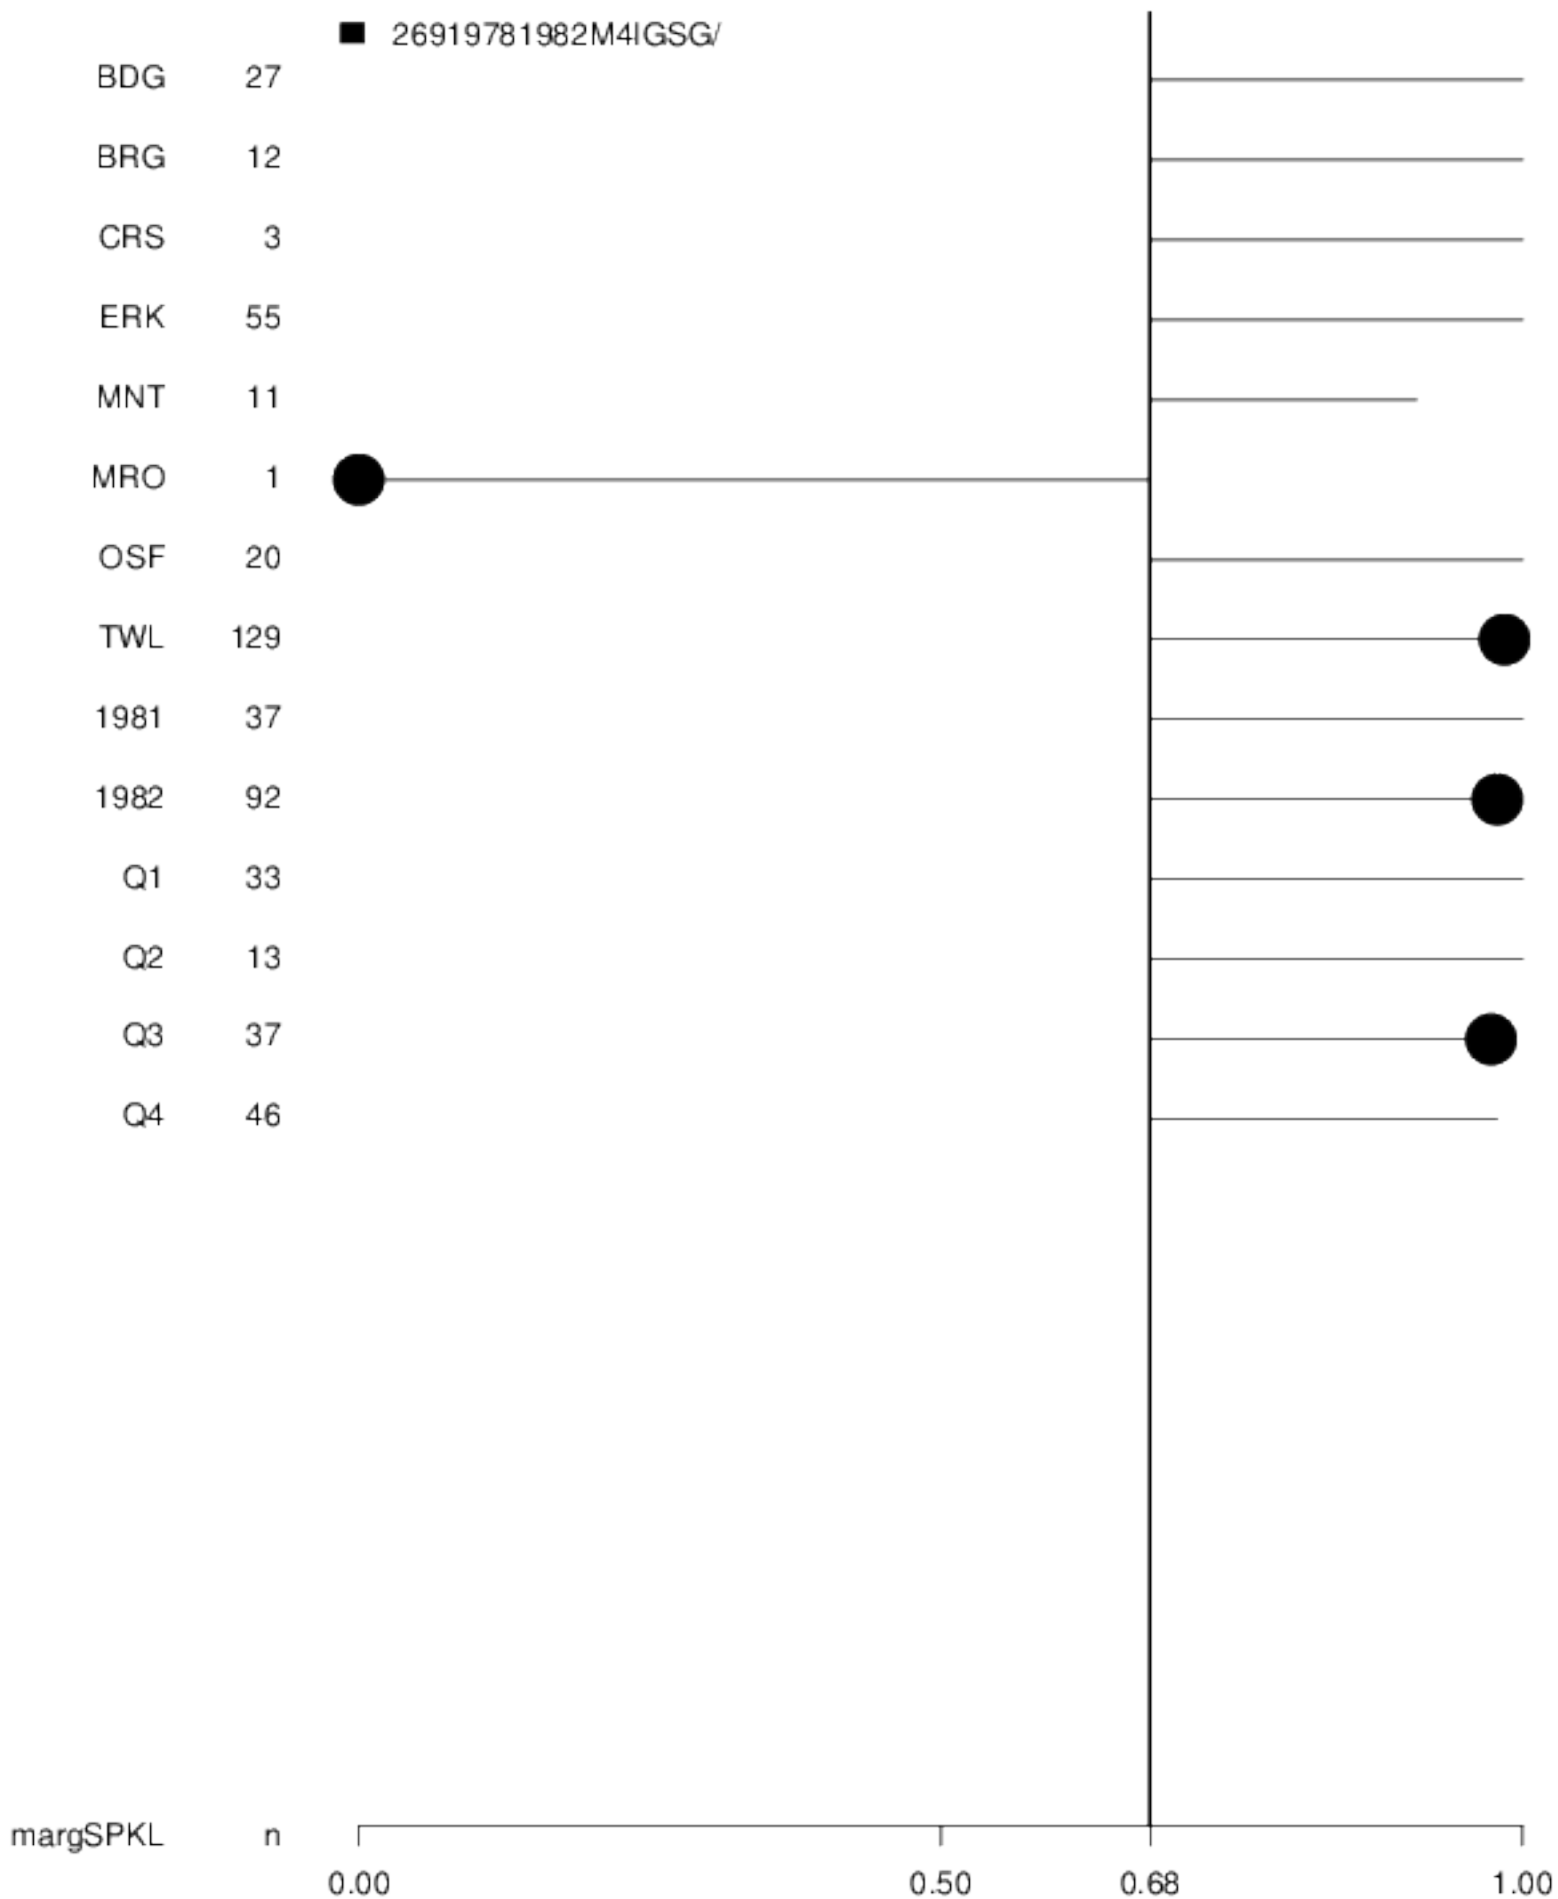 26919781982M4IGSG/
BDG 27
BRG 12
CRS 3
ERK 55
MNT 11
MRO 1
OSF 20
TWL 129
1981 37
1982 92
Q1 33
Q2 13
Q3 37
Q4 46
margSPKL n
0.00 0.50 0.68 1.00